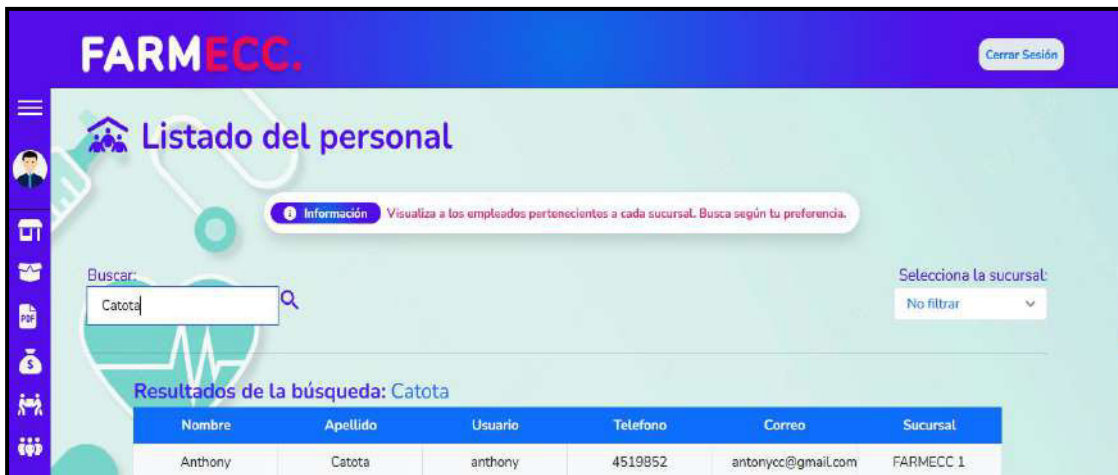 FARMECC.
Cerrar Sesión
Listado del personal
Información Visualiza a los empleados pertenecientes a cada sucursal. Busca según tu preferencia.
Buscar:
Selecciona la sucursal:
Catota
No filtrar
PDF
Resultados de la búsqueda: Catota
Nombre Apellido Usuario Telefono Correo Sucursal
Anthony Catota anthony 4519852 antonycc@gmail.com FARMECC 1